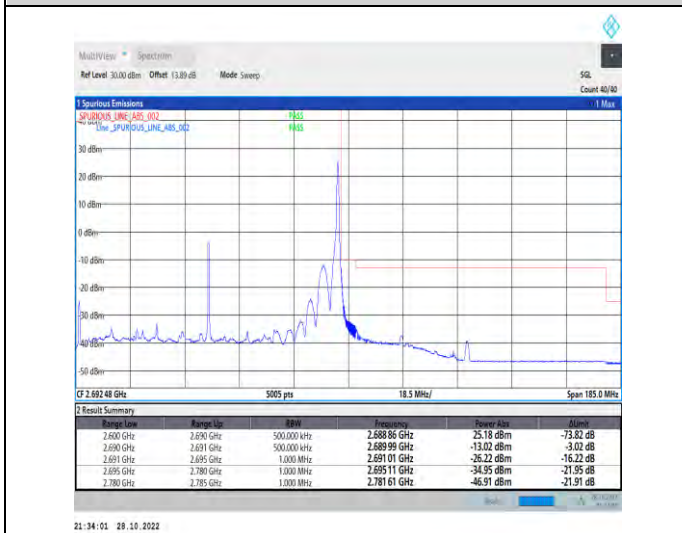 MultiView Spectrum
Ref Level 30.00 dBm Offset 13.89 dB Mode Sweep SGL
Count 40/40
1 Spurious Emissions 1 Max
SPURIOUS_LINE_ABS_002 PASS
Line _SPURIOUS_LINE_ABS_002 PASS
30 dBm
20 dBm
10 dBm
0 dBm
-10 dBm
-20 dBm
-30 dBm
-40 dBm
-50 dBm
CF 2.692 48 GHz 5005 pts 18.5 MHz/ Span 185.0 MHz
2 Result Summary
Range Low Range Up RBW Frequency Power Abs ΔLimit
2.600 GHz 2.690 GHz 500.000 kHz 2.688 86 GHz 25.18 dBm -73.82 dB
2.690 GHz 2.691 GHz 500.000 kHz 2.689 99 GHz -13.02 dBm -3.02 dB
2.691 GHz 2.695 GHz 1.000 MHz 2.691 01 GHz -26.22 dBm -16.22 dB
2.695 GHz 2.780 GHz 1.000 MHz 2.695 11 GHz -34.95 dBm -21.95 dB
2.780 GHz 2.785 GHz 1.000 MHz 2.781 61 GHz -46.91 dBm -21.91 dB
21:34:01 28.10.2022